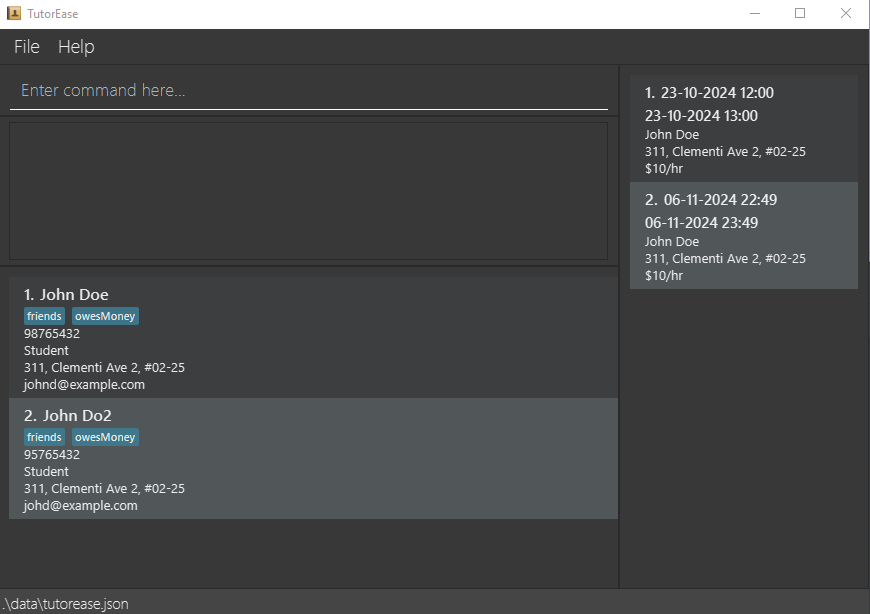 TutorEase
File Help
Enter command here...
1. John Doe
friends owesMoney
98765432
Student
311, Clementi Ave 2, #02-25
johnd@example.com
2. John Do2
friends owesMoney
95765432
Student
311, Clementi Ave 2, #02-25
johd@example.com
1. 23-10-2024 12:00
23-10-2024 13:00
John Doe
311, Clementi Ave 2, #02-25
$10/hr
2. 06-11-2024 22:49
06-11-2024 23:49
John Doe
311, Clementi Ave 2, #02-25
$10/hr
.\data\tutorease.json